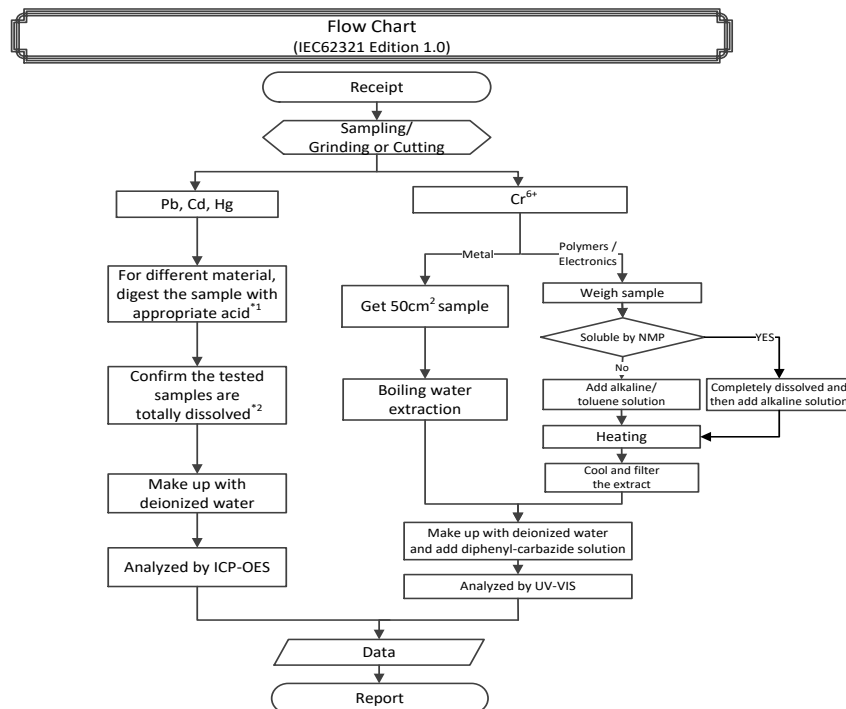 Flow Chart
(IEC62321 Edition 1.0)
Receipt
Sampling/
Grinding or Cutting
Pb, Cd, Hg
Cr6+
Metal
Polymers /
Electronics
For different material,
digest the sample with
appropriate acid*1
Get 50cm2 sample
Weigh sample
Soluble by NMP
YES
No
Confirm the tested
samples are
totally dissolved*2
Boiling water
extraction
Add alkaline/
toluene solution
Completely dissolved and
then add alkaline solution
Heating
Cool and filter
the extract
Make up with
deionized water
Make up with deionized water
and add diphenyl-carbazide solution
Analyzed by ICP-OES
Analyzed by UV-VIS
Data
Report